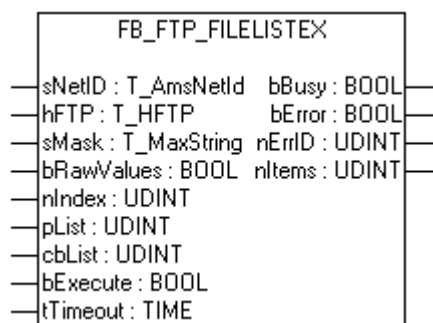 FB_FTP_FILELISTEX
sNetID : T_AmsNetId bBusy : BOOL
hFTP : T_HFTP bError : BOOL
sMask : T_MaxString nErrID : UDINT
bRawValues : BOOL nItems : UDINT
nIndex : UDINT
pList : UDINT
cbList : UDINT
bExecute : BOOL
tTimeout : TIME